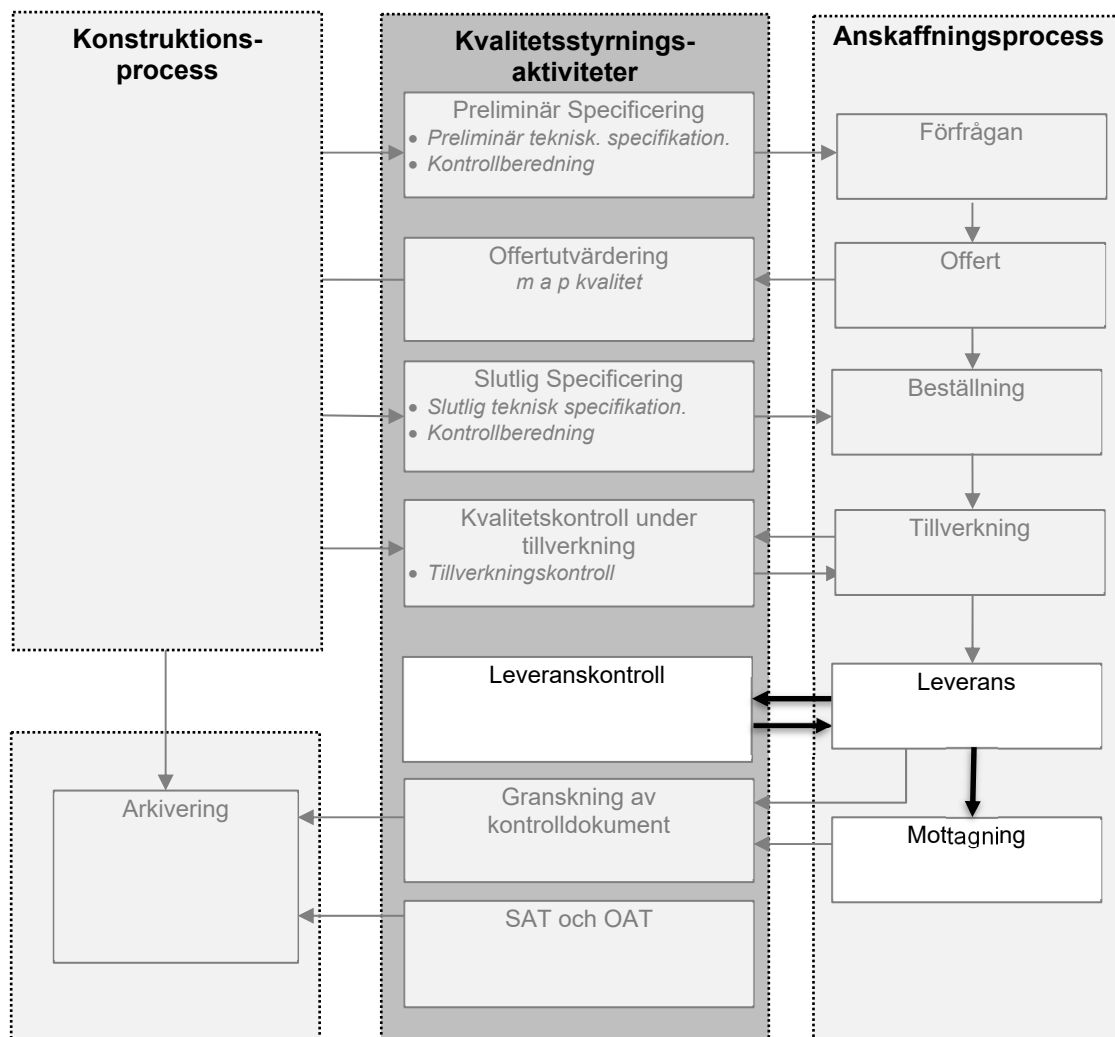 Konstruktions-
process
Kvalitetsstyrnings-
aktiviteter
Anskaffningsprocess
Preliminär Specificering
• Preliminär teknisk. specifikation.
• Kontrollberedning
Förfrågan
Offertutvärdering
m a p kvalitet
Offert
Slutlig Specificering
• Slutlig teknisk specifikation.
• Kontrollberedning
Beställning
Kvalitetskontroll under
tillverkning
• Tillverkningskontroll
Tillverkning
Leveranskontroll
Leverans
Arkivering
Granskning av
kontrolldokument
Mottagning
SAT och OAT